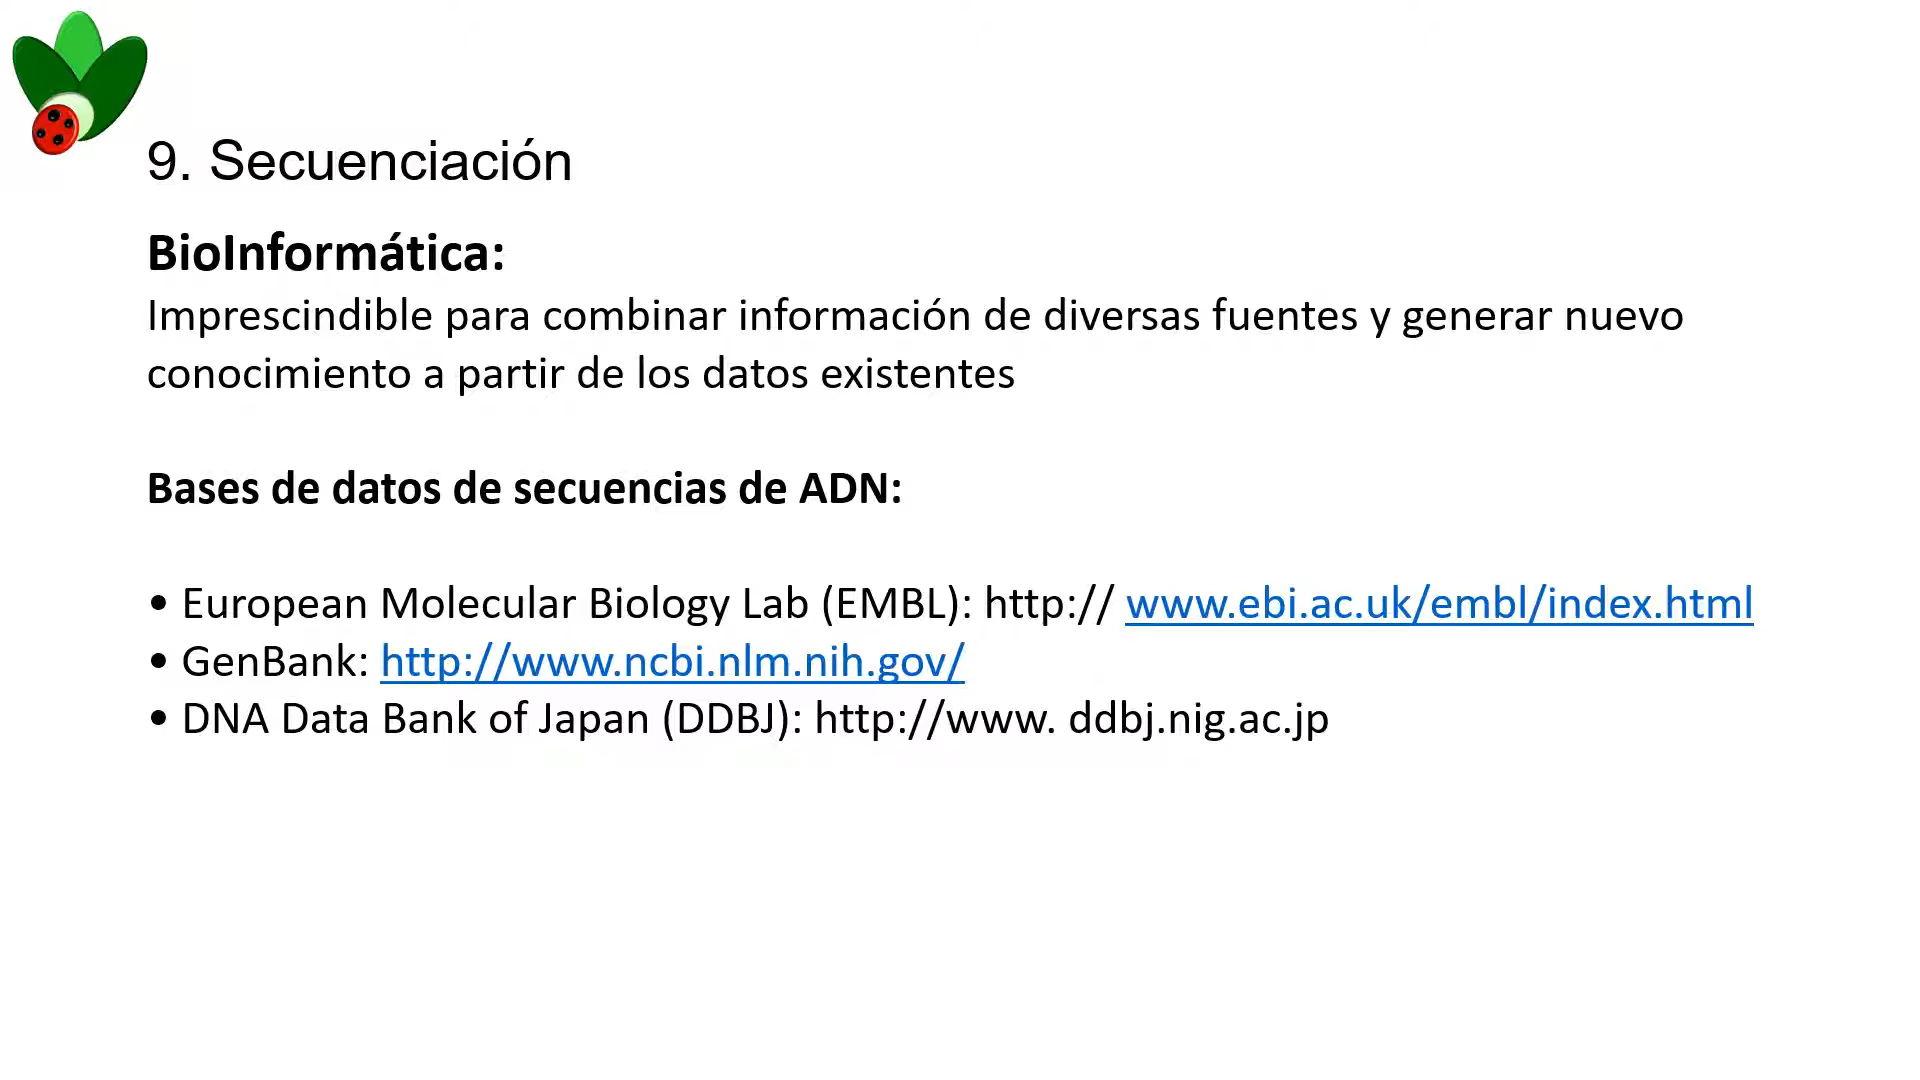 9. Secuenciación
BioInformática:
Imprescindible para combinar información de diversas fuentes y generar nuevo
conocimiento a partir de los datos existentes
Bases de datos de secuencias de ADN:
• European Molecular Biology Lab (EMBL): http:// www.ebi.ac.uk/embl/index.html
• GenBank: http://www.ncbi.nlm.nih.gov/
• DNA Data Bank of Japan (DDBJ): http://www. ddbj.nig.ac.jp